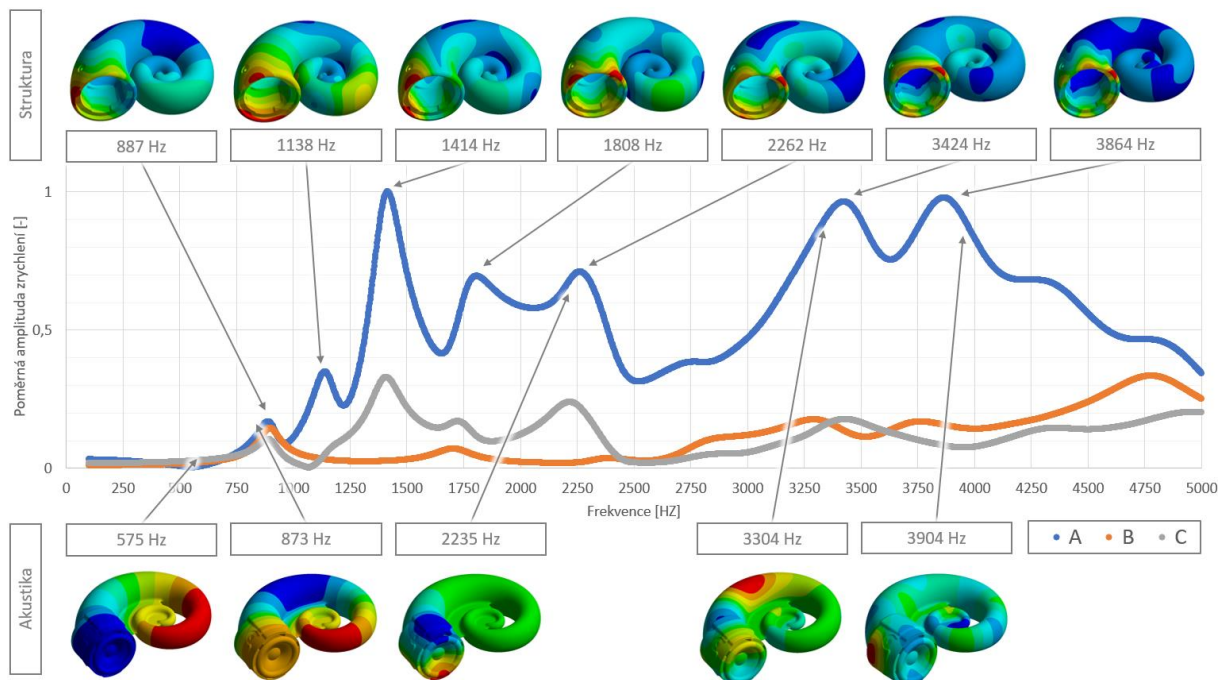 Struktura
887 Hz 1138 Hz 1414 Hz 1808 Hz 2262 Hz 3424 Hz 3864 Hz
Poměrná amplituda zrychlení [-]
1
0,5
0
0 250 500 750 1000 1250 1500 1750 2000 2250 2500 2750 3000 3250 3500 3750 4000 4250 4500 4750 5000
Frekvence [HZ]
575 Hz 873 Hz 2235 Hz 3304 Hz 3904 Hz
A B C
Akustika